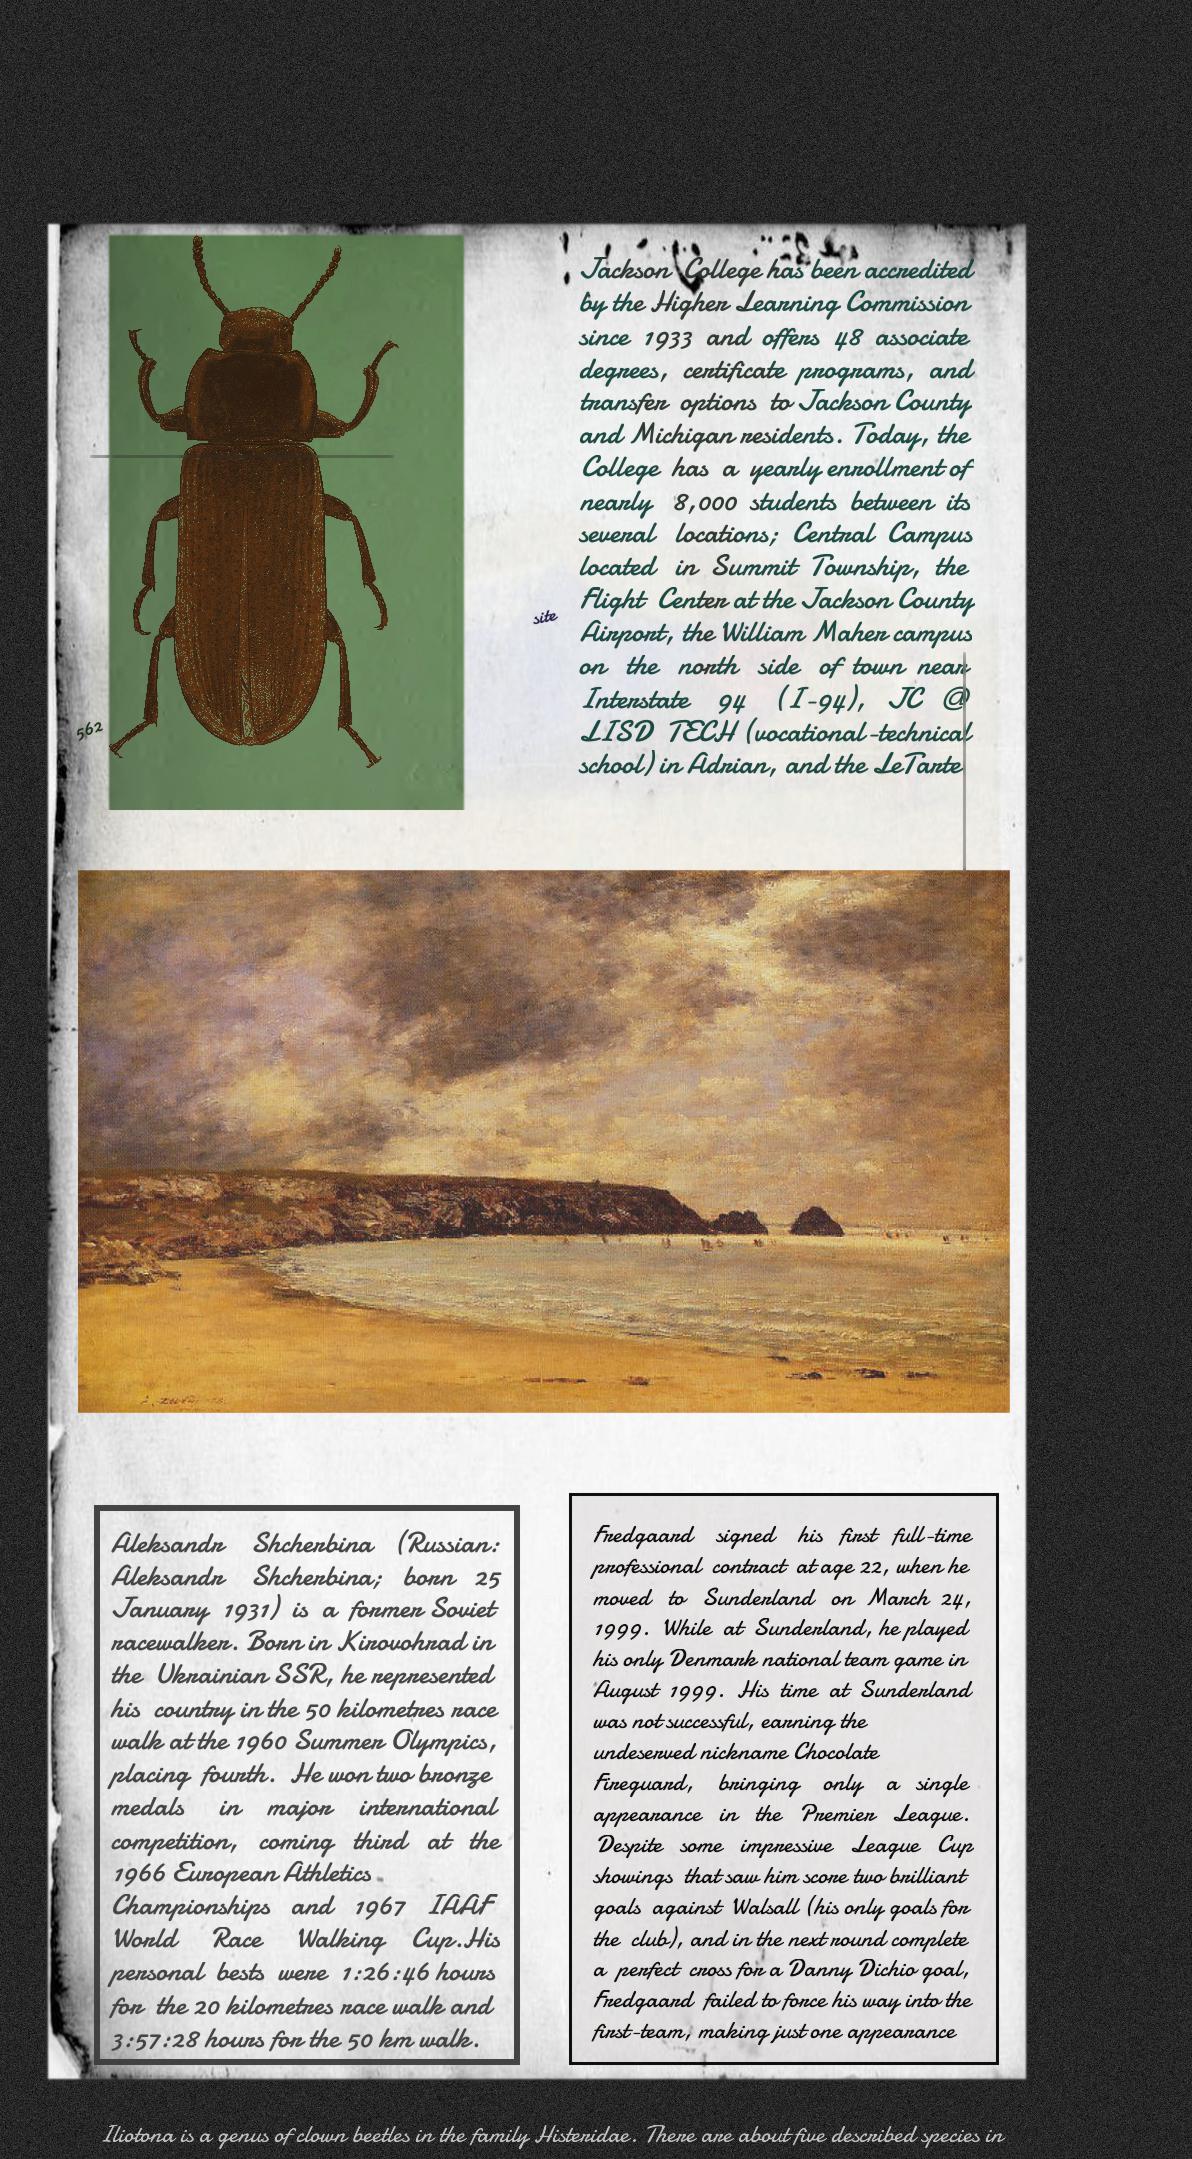 Jackson College has been accredited
by the Higher Learning Commission
since 1933 and offers 48 associate
degrees, certificate programs, and
transfer options to Jackson County
and Michigan residents. Today, the
College has a yearly enrollment of
nearly 8,000 students between its
several locations; Central Campus
located in Summit Township, the
Flight Center at the Jackson County
Airport, the William Maher campus
on the north side of town near
Interstate 94 (I-94), JC @
LISD TECH (vocational-technical
school) in Adrian, and the LeTarte
site
562
Aleksandr Shcherbina (Russian:
Aleksandr Shcherbina; born 25
January 1931) is a former Soviet
racewalker. Born in Kirovohrad in
the Ukrainian SSR, he represented
his country in the 50 kilometres race
walk at the 1960 Summer Olympics,
placing fourth. He won two bronze
medals in major international
competition, coming third at the
1966 European Athletics
Championships and 1967 IAAF
World Race Walking Cup.His
personal bests were 1:26:46 hours
for the 20 kilometres race walk and
3:57:28 hours for the 50 km walk.
Fredgaard signed his first full-time
professional contract at age 22, when he
moved to Sunderland on March 24,
1999. While at Sunderland, he played
his only Denmark national team game in
August 1999. His time at Sunderland
was not successful, earning the
undeserved nickname Chocolate
Fireguard, bringing only a single
appearance in the Premier League.
Despite some impressive League Cup
showings that saw him score two brilliant
goals against Walsall (his only goals for
the club), and in the next round complete
a perfect cross for a Danny Dichio goal,
Fredgaard failed to force his way into the
first-team, making just one appearance
Iliotona is a genus of clown beetles in the family Histeridae. There are about five described species in